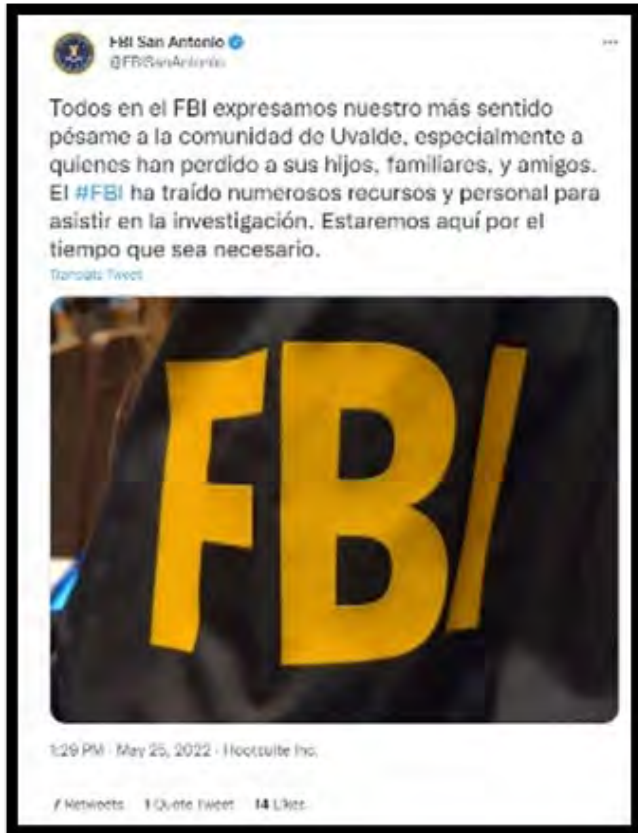 FBI San Antonio
@FBISanAntonio
...
Todos en el FBI expresamos nuestro más sentido
pésame a la comunidad de Uvalde, especialmente a
quienes han perdido a sus hijos, familiares, y amigos.
El #FBI ha traído numerosos recursos y personal para
asistir en la investigación. Estaremos aquí por el
tiempo que sea necesario.
Translate Tweet
FBI
1:29 PM · May 25, 2022 · Hootsuite Inc.
7 Retweets 1 Quote Tweet 14 Likes